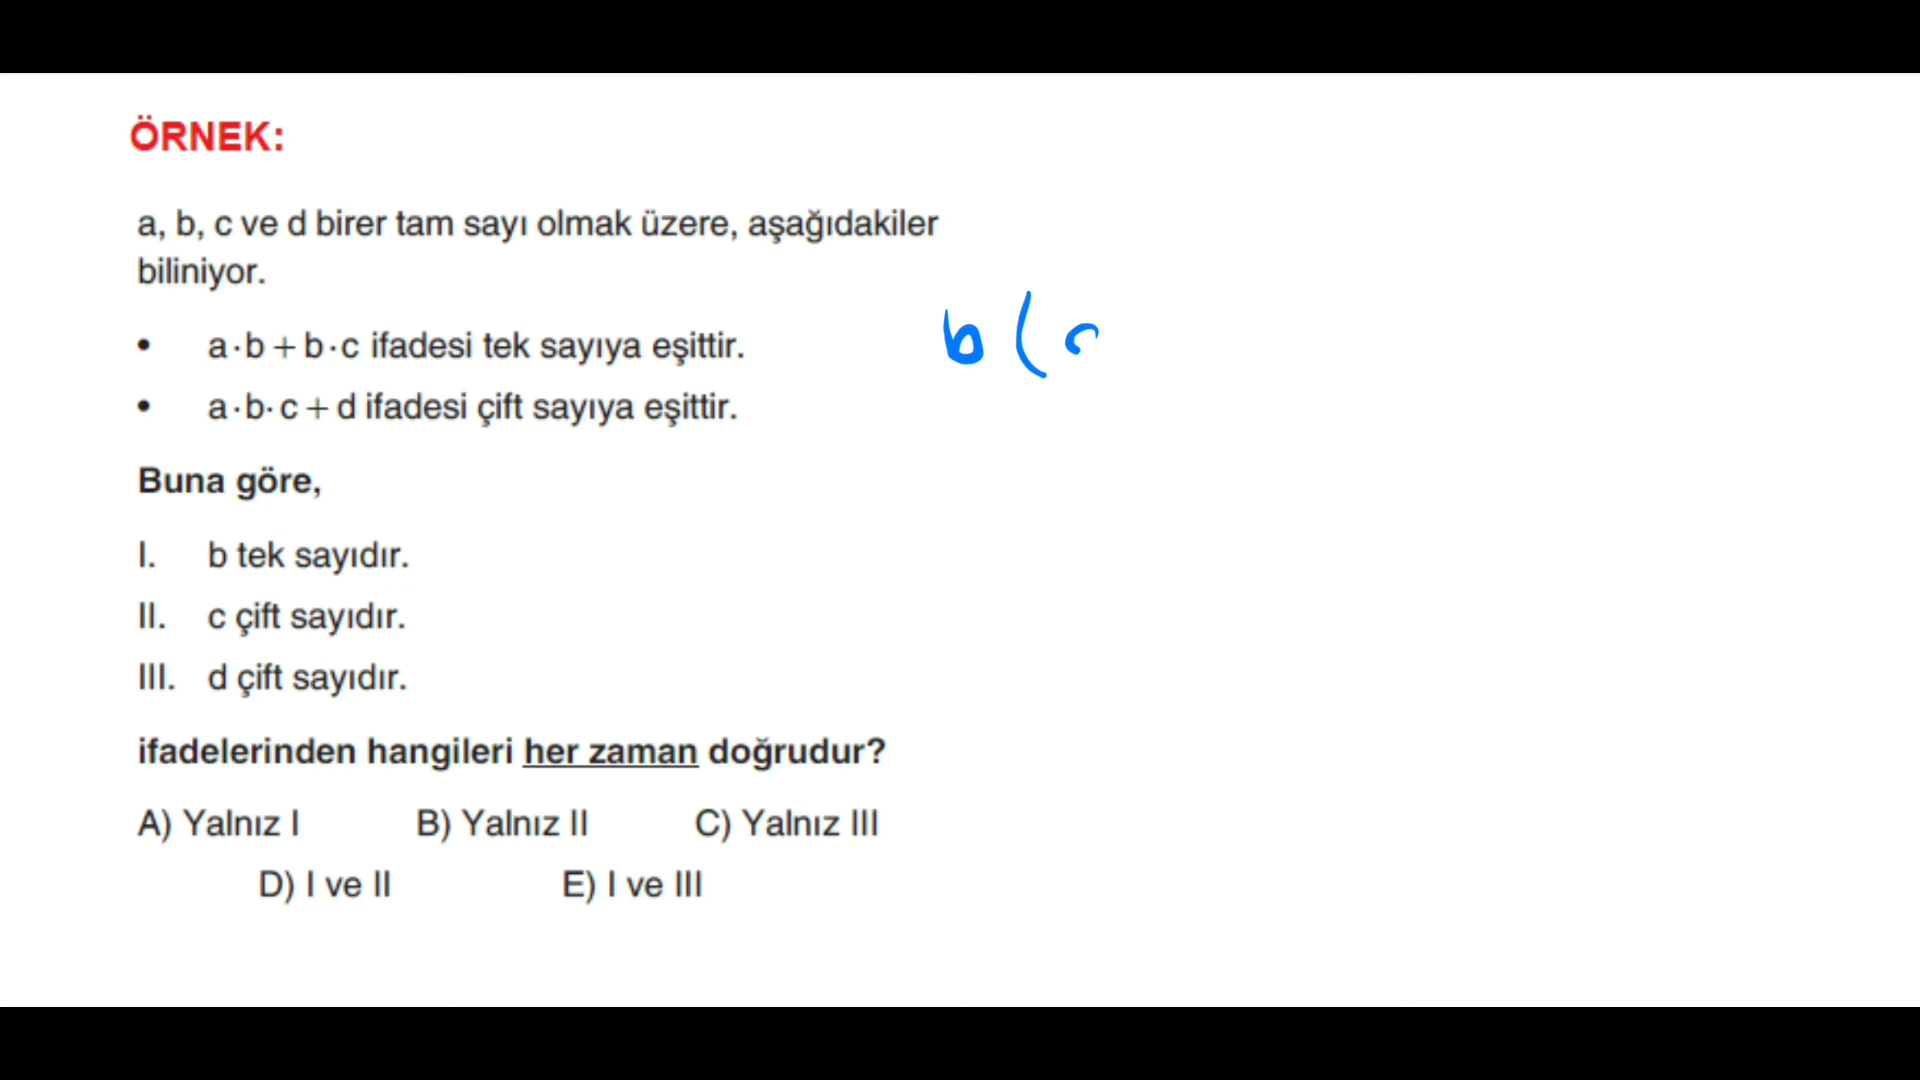 ÖRNEK:
a, b, c ve d birer tam sayı olmak üzere, aşağıdakiler
biliniyor.
• a·b + b·c ifadesi tek sayıya eşittir.
b (
• a·b·c + d ifadesi çift sayıya eşittir.
Buna göre,
I. b tek sayıdır.
II. c çift sayıdır.
III. d çift sayıdır.
ifadelerinden hangileri her zaman doğrudur?
A) Yalnız I B) Yalnız II C) Yalnız III
D) I ve II E) I ve III